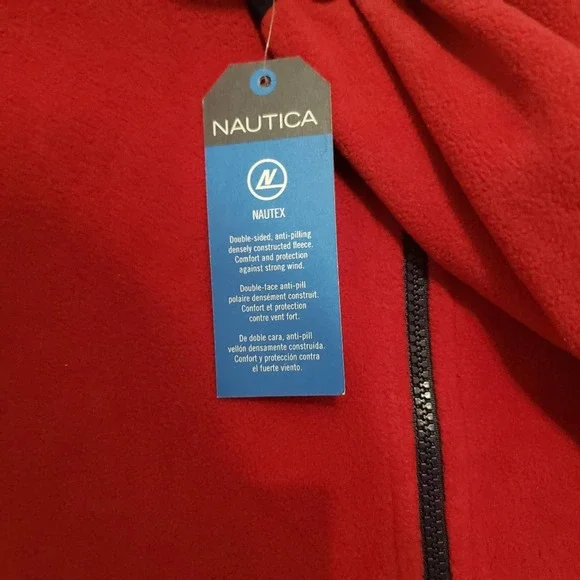 NAUTICA
N
NAUTEX
Double-sided, anti-pilling
densely constructed fleece.
Comfort and protection
against strong wind.
Double-face anti-pill
polaire densément construit.
Confort et protection
contre vent fort.
De doble cara, anti-pill
vellón densamente construida.
Confort y protección contra
el fuerte viento.